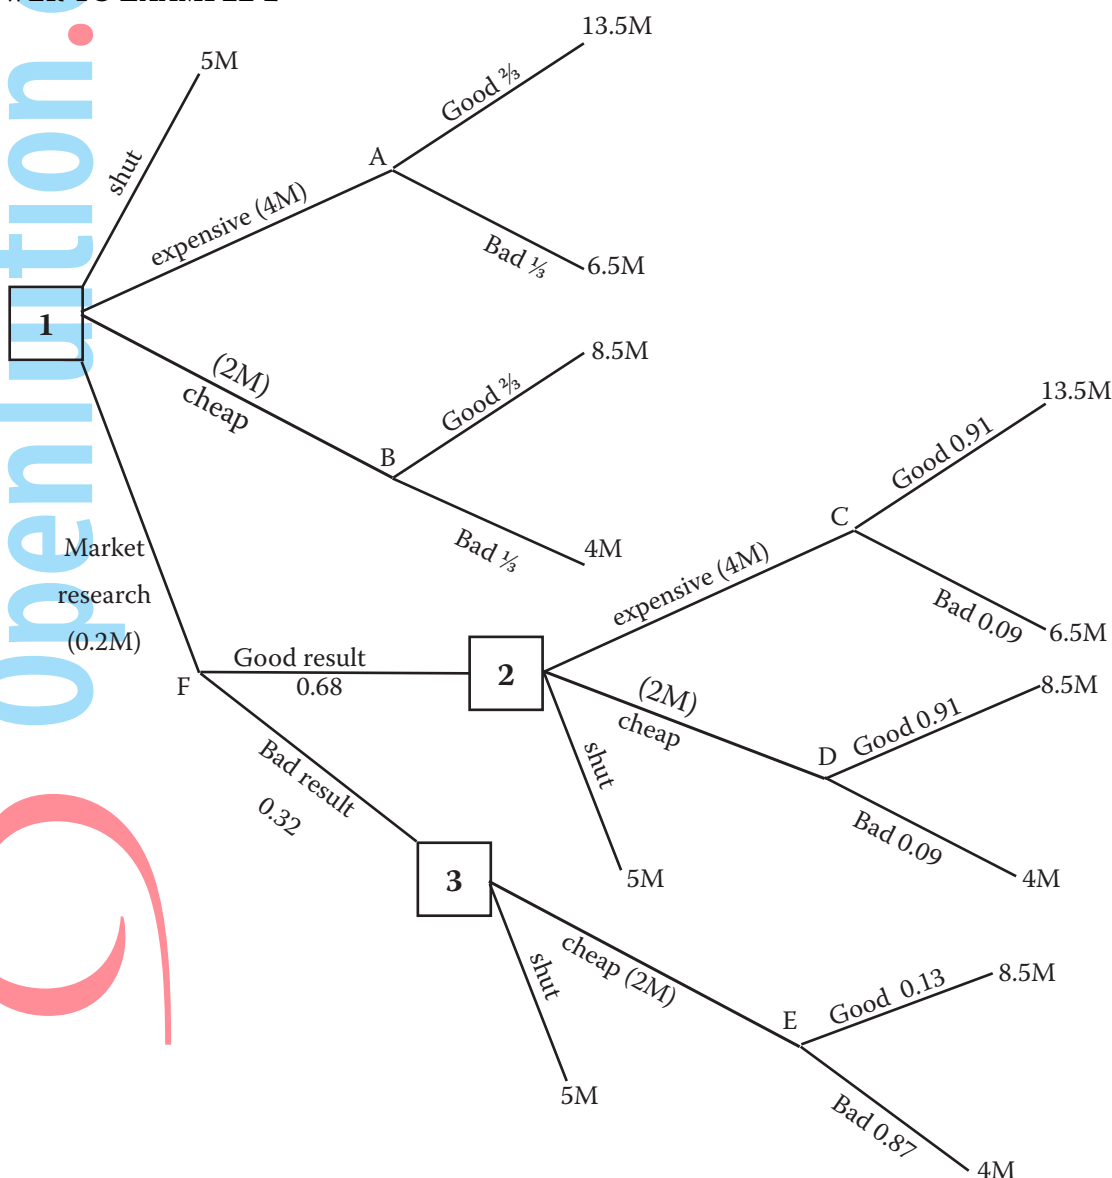 5M
13.5M
shut
Good ⅔
A
expensive (4M)
Bad ⅓
6.5M
1
(2M)
cheap
Good ⅔
8.5M
B
Bad ⅓
4M
Market
research
(0.2M)
F
Good result
0.68
Bad result
0.32
2
expensive (4M)
C
Good 0.91
13.5M
Bad 0.09
6.5M
(2M)
cheap
D
Good 0.91
8.5M
Bad 0.09
4M
shut
5M
3
cheap (2M)
E
Good 0.13
8.5M
Bad 0.87
4M
shut
5M